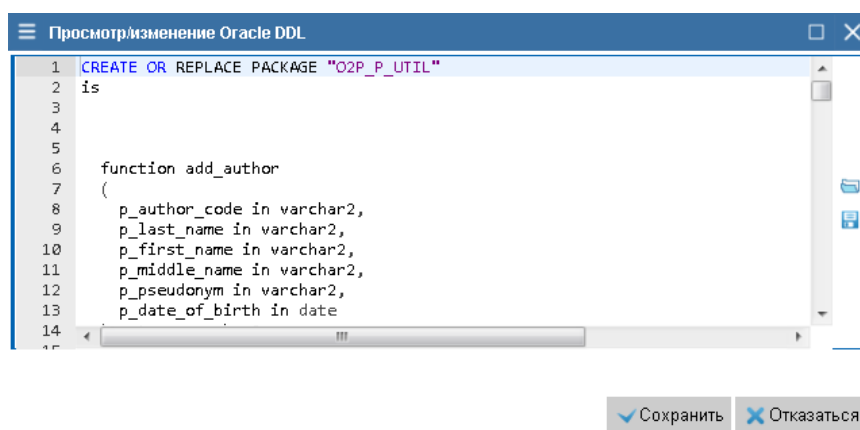 Просмотр/изменение Oracle DDL
1 CREATE OR REPLACE PACKAGE "O2P_P_UTIL"
2 is
3
4
5
6 function add_author
7 (
8 p_author_code in varchar2,
9 p_last_name in varchar2,
10 p_first_name in varchar2,
11 p_middle_name in varchar2,
12 p_pseudonym in varchar2,
13 p_date_of_birth in date
14
Сохранить Отказаться